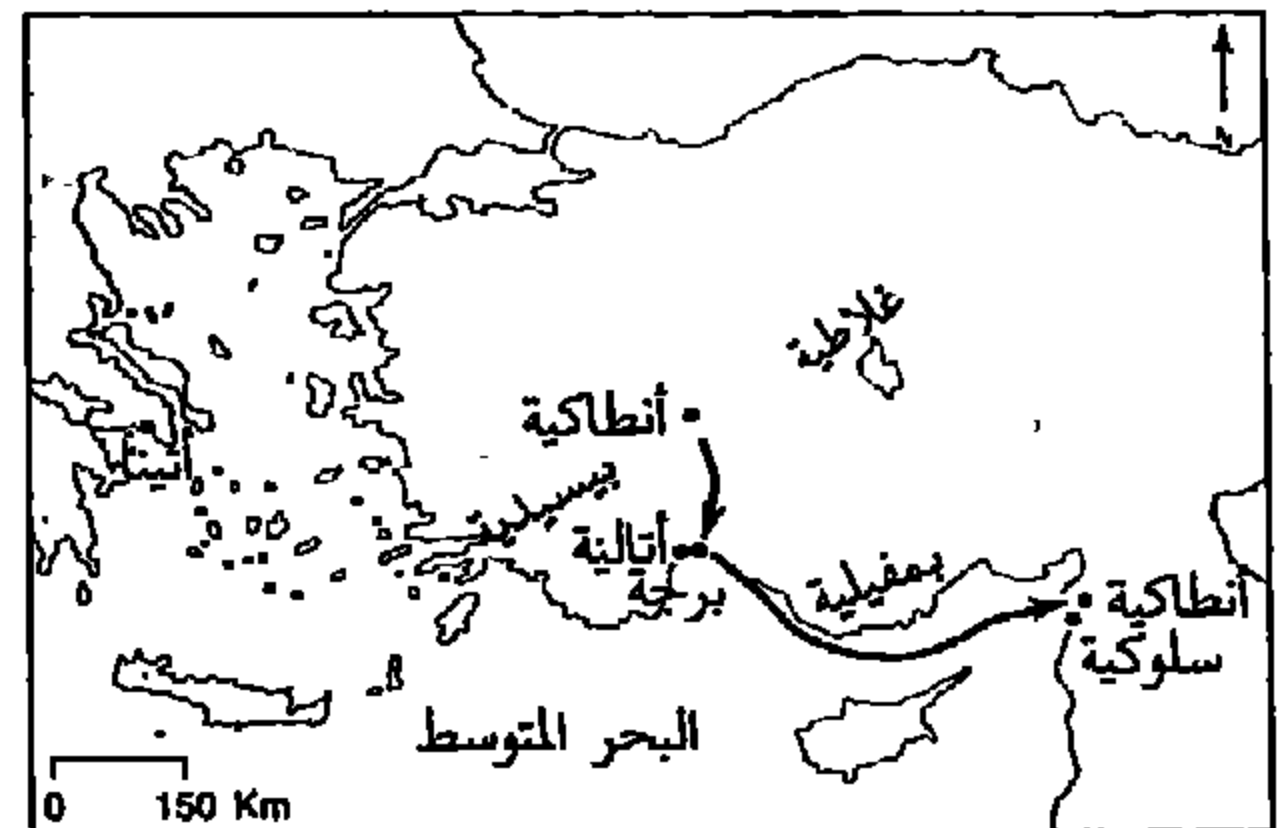 N
غلاطية
أنطاكية
بيسيدية
أتالية
برجة
بمفيلية
أنطاكية
سلوكية
البحر المتوسط
0 150 Km